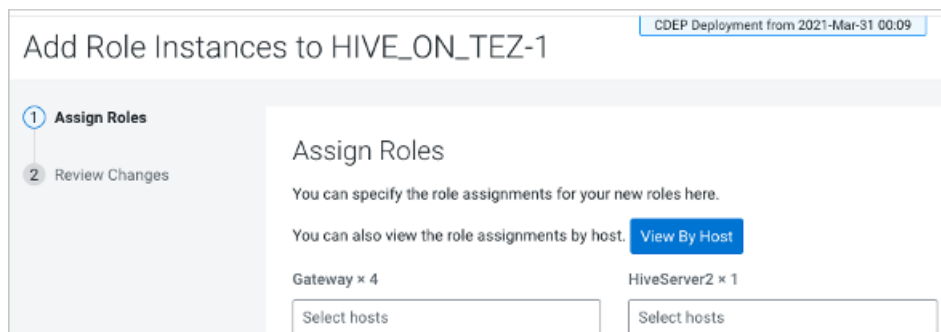 CDEP Deployment from 2021-Mar-31 00:09
Add Role Instances to HIVE_ON_TEZ-1
1 Assign Roles
2 Review Changes
Assign Roles
You can specify the role assignments for your new roles here.
You can also view the role assignments by host. View By Host
Gateway × 4
Select hosts
HiveServer2 × 1
Select hosts